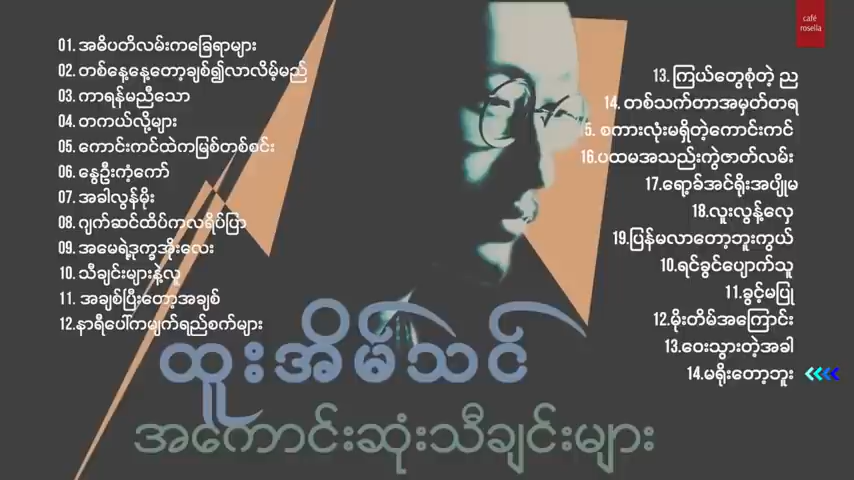 café
rosella
01. အဓိပတိလမ်းကခြေရာများ
02. တစ်နေ့နေ့တော့ချစ်၍လာလိမ့်မည်
03. ကာရန်မညီသော
04. တကယ်လို့များ
05. ကောင်းကင်ထဲကမြစ်တစ်စင်း
06. နွေဦးကံ့ကော်
07. အခါလွန်မိုး
08. ဂျက်ဆင်ထိပ်ကလရိပ်ပြာ
09. အမေရဲ့ဒုက္ခအိုးလေး
10. သီချင်းများနဲ့လူ
11. အချစ်ပြီးတော့အချစ်
12.နာရီပေါ်ကမျက်ရည်စက်များ
13. ကြယ်တွေစုံတဲ့ ည
14. တစ်သက်တာအမှတ်တရ
5. စကားလုံးမရှိတဲ့ကောင်းကင်
16.ပထမအသည်းကွဲဇာတ်လမ်း
17.ရော့ခ်အင်ရိုးအပျိုမ
18.လူးလွန့်လှေ
19.ပြန်မလာတော့ဘူးကွယ်
10.ရင်ခွင်ပျောက်သူ
11.ခွင့်မပြု
12.မိုးတိမ်အကြောင်း
13.ဝေးသွားတဲ့အခါ
14.မရိုးတော့ဘူး
ထူးအိမ်သင်
အကောင်းဆုံးသီချင်းများ